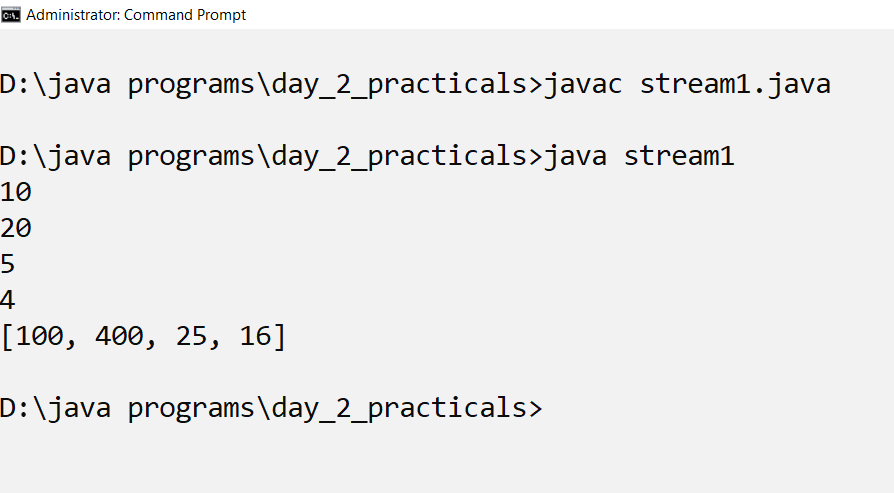 Administrator: Command Prompt
D:\java programs\day_2_practicals>javac stream1.java
D:\java programs\day_2_practicals>java stream1
10
20
5
4
[100, 400, 25, 16]
D:\java programs\day_2_practicals>